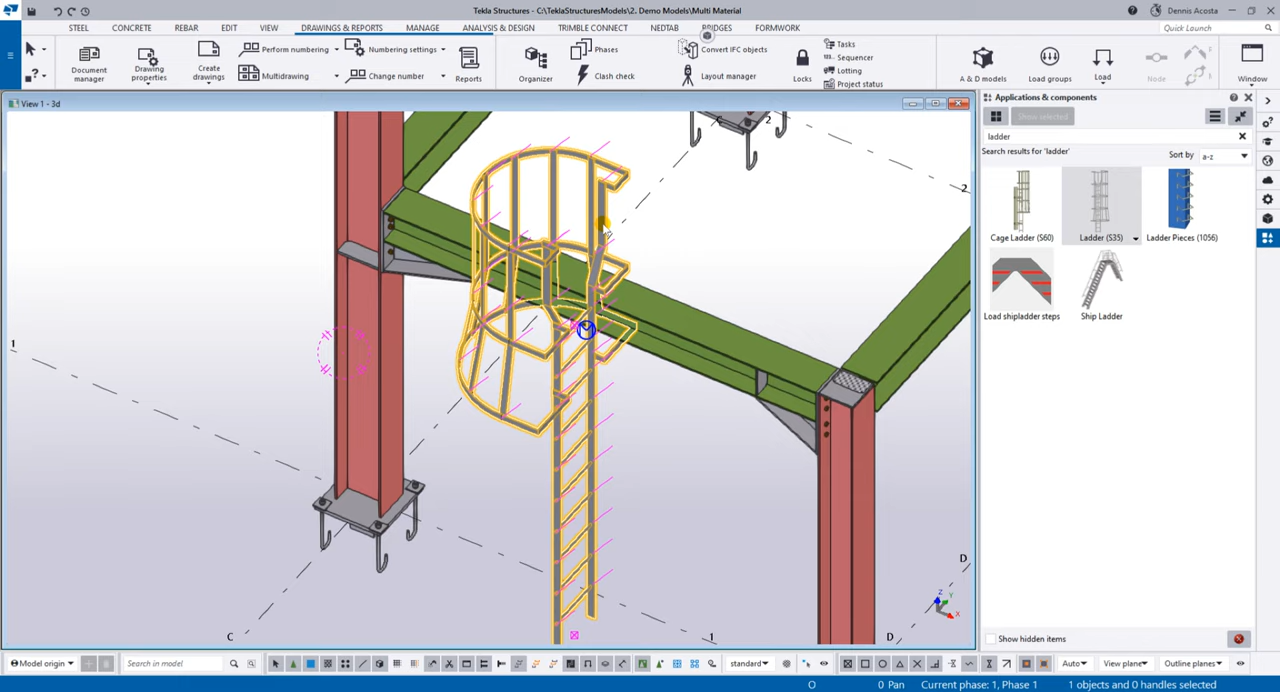 Tekla Structures - C:\TeklaStructuresModels\2. Demo Models\Multi Material
Dennis Acosta
STEEL CONCRETE REBAR EDIT VIEW DRAWINGS & REPORTS MANAGE ANALYSIS & DESIGN TRIMBLE CONNECT NEDTAB BRIDGES FORMWORK
Quick Launch
Document manager
Drawing properties
Create drawings
Perform numbering
Multidrawing
Numbering settings
Change number
Reports
Organizer
Phases
Clash check
Convert IFC objects
Layout manager
Locks
Tasks
Sequencer
Lotting
Project status
A & D models
Load groups
Load
Node
Window
View 1 - 3d
Applications & components
Show selected
ladder
Search results for 'ladder'
Sort by a-z
Cage Ladder (S60)
Ladder (S35)
Ladder Pieces (1056)
Load shipladder steps
Ship Ladder
C 2
2
1
C
1
D
D
Z
Y
X
Show hidden items
Model origin
Search in model
standard
Auto
View plane
Outline planes
O
0 Pan
Current phase: 1, Phase 1
1 objects and 0 handles selected